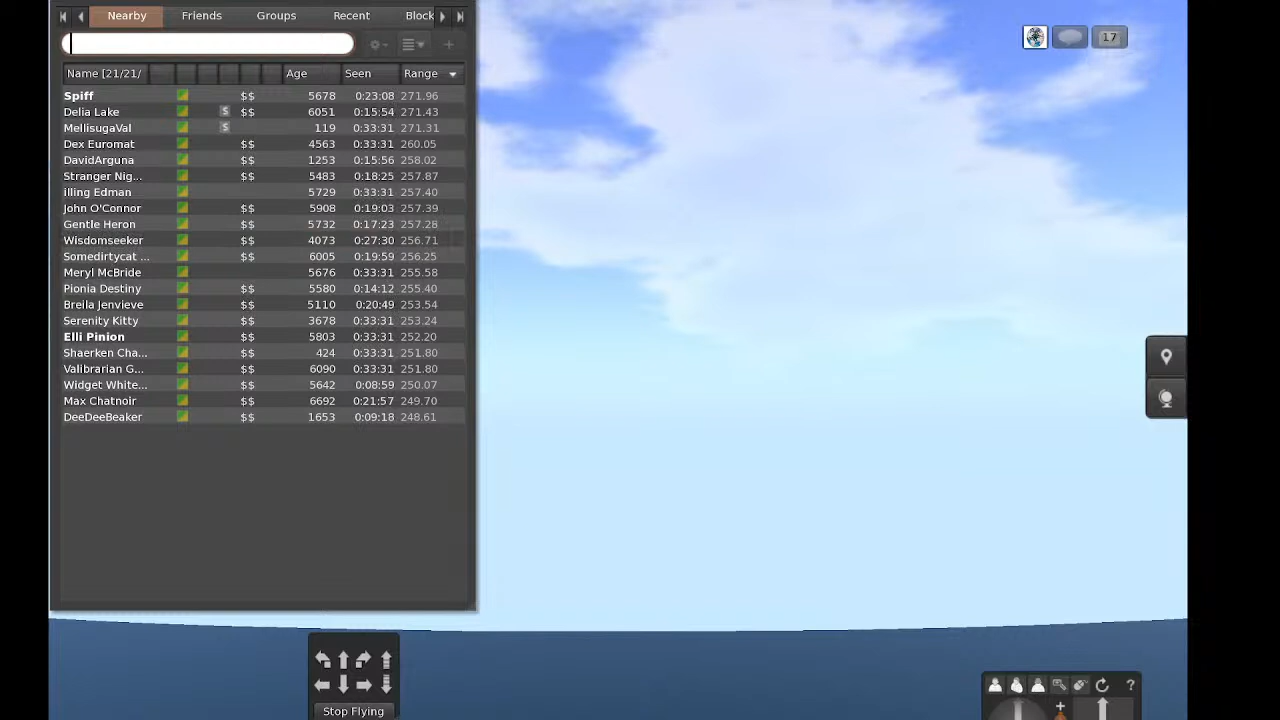 Nearby Friends Groups Recent Block
17
Name [21/21/ Age Seen Range
Spiff $$ 5678 0:23:08 271.96
Delia Lake S $$ 6051 0:15:54 271.43
MellisugaVal S 119 0:33:31 271.31
Dex Euromat $$ 4563 0:33:31 260.05
DavidArguna $$ 1253 0:15:56 258.02
Stranger Nig... $$ 5483 0:18:25 257.87
illing Edman 5729 0:33:31 257.40
John O'Connor $$ 5908 0:19:03 257.39
Gentle Heron $$ 5732 0:17:23 257.28
Wisdomseeker $$ 4073 0:27:30 256.71
Somedirtycat ... $$ 6005 0:19:59 256.25
Meryl McBride 5676 0:33:31 255.58
Pionia Destiny $$ 5580 0:14:12 255.40
Breila Jenvieve $$ 5110 0:20:49 253.54
Serenity Kitty $$ 3678 0:33:31 253.24
Elli Pinion $$ 5803 0:33:31 252.20
Shaerken Cha... $$ 424 0:33:31 251.80
Valibrarian G... $$ 6090 0:33:31 251.80
Widget White... $$ 5642 0:08:59 250.07
Max Chatnoir $$ 6692 0:21:57 249.70
DeeDeeBeaker $$ 1653 0:09:18 248.61
?
Stop Flying